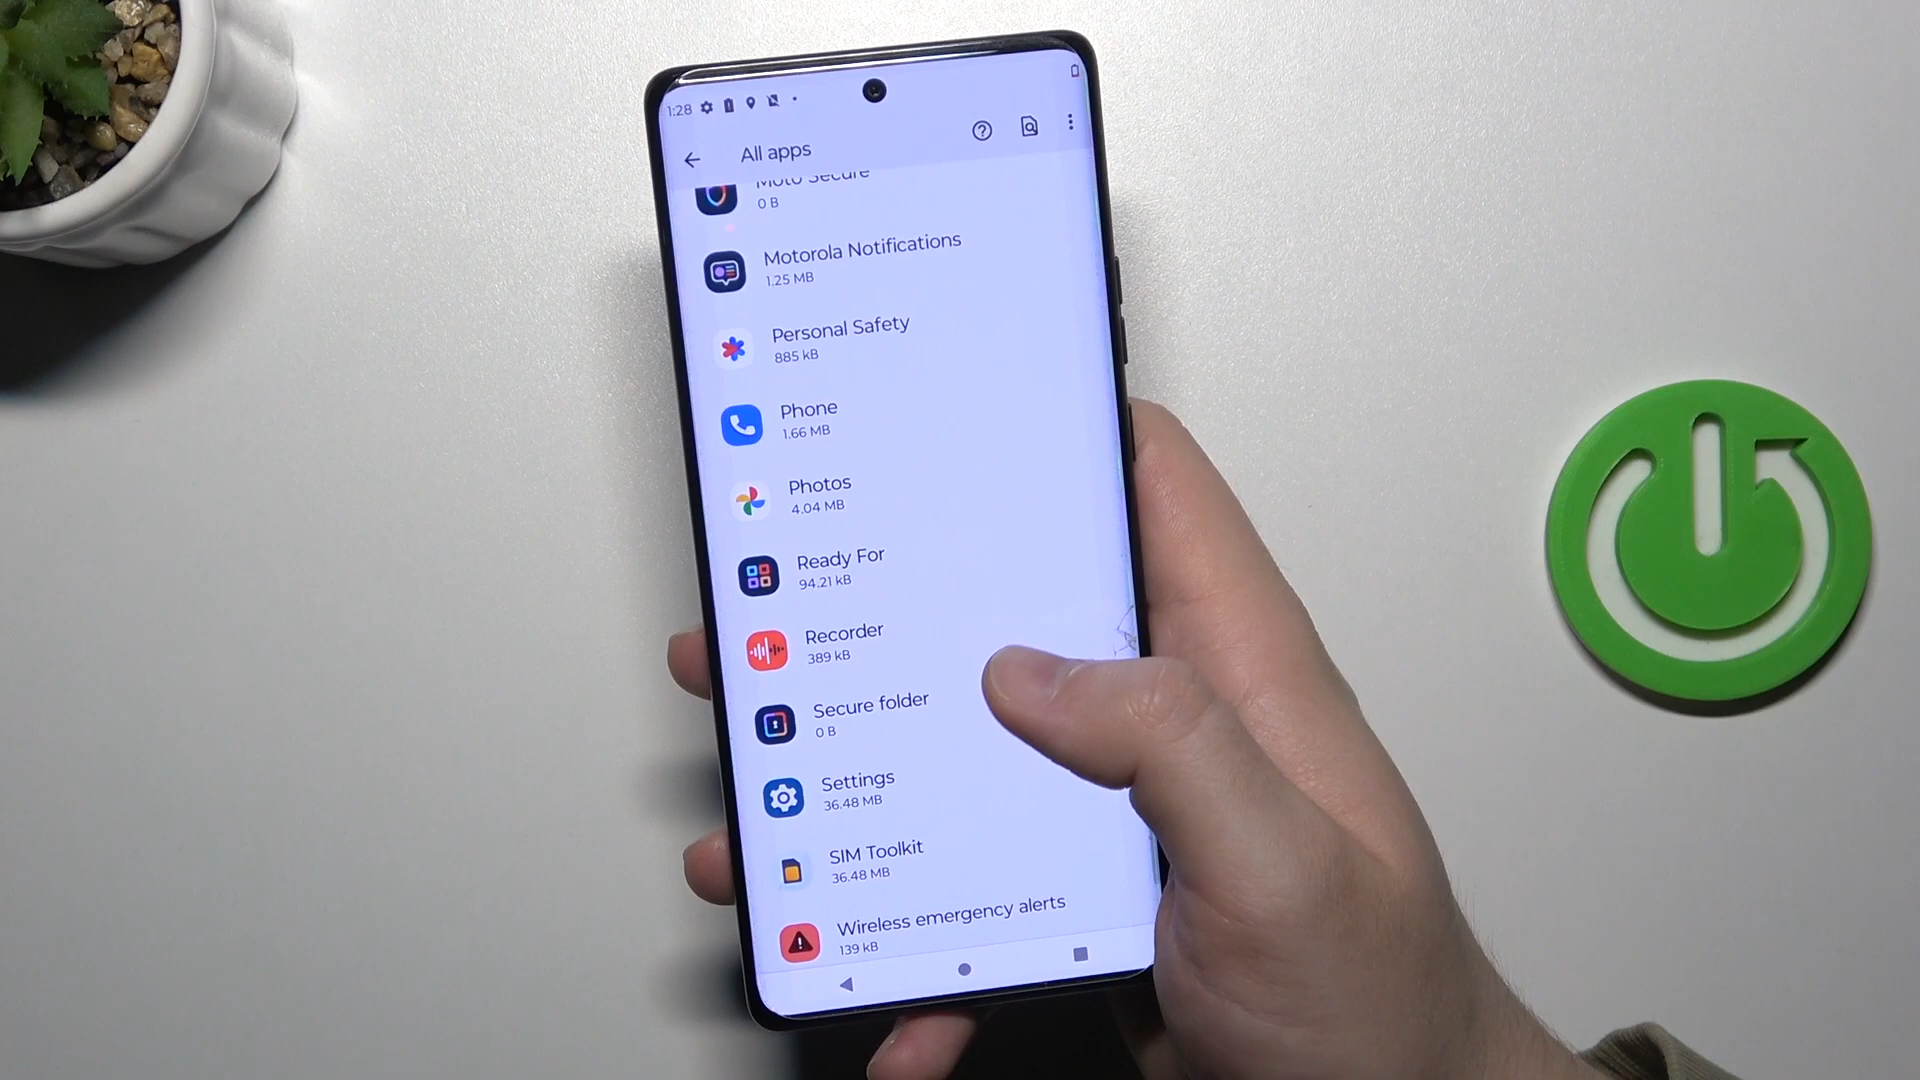 1:28
All apps
Moto Secure
0 B
Motorola Notifications
1.25 MB
Personal Safety
885 kB
Phone
1.66 MB
Photos
4.04 MB
Ready For
94.21 kB
Recorder
389 kB
Secure folder
0 B
Settings
36.48 MB
SIM Toolkit
36.48 MB
Wireless emergency alerts
139 kB